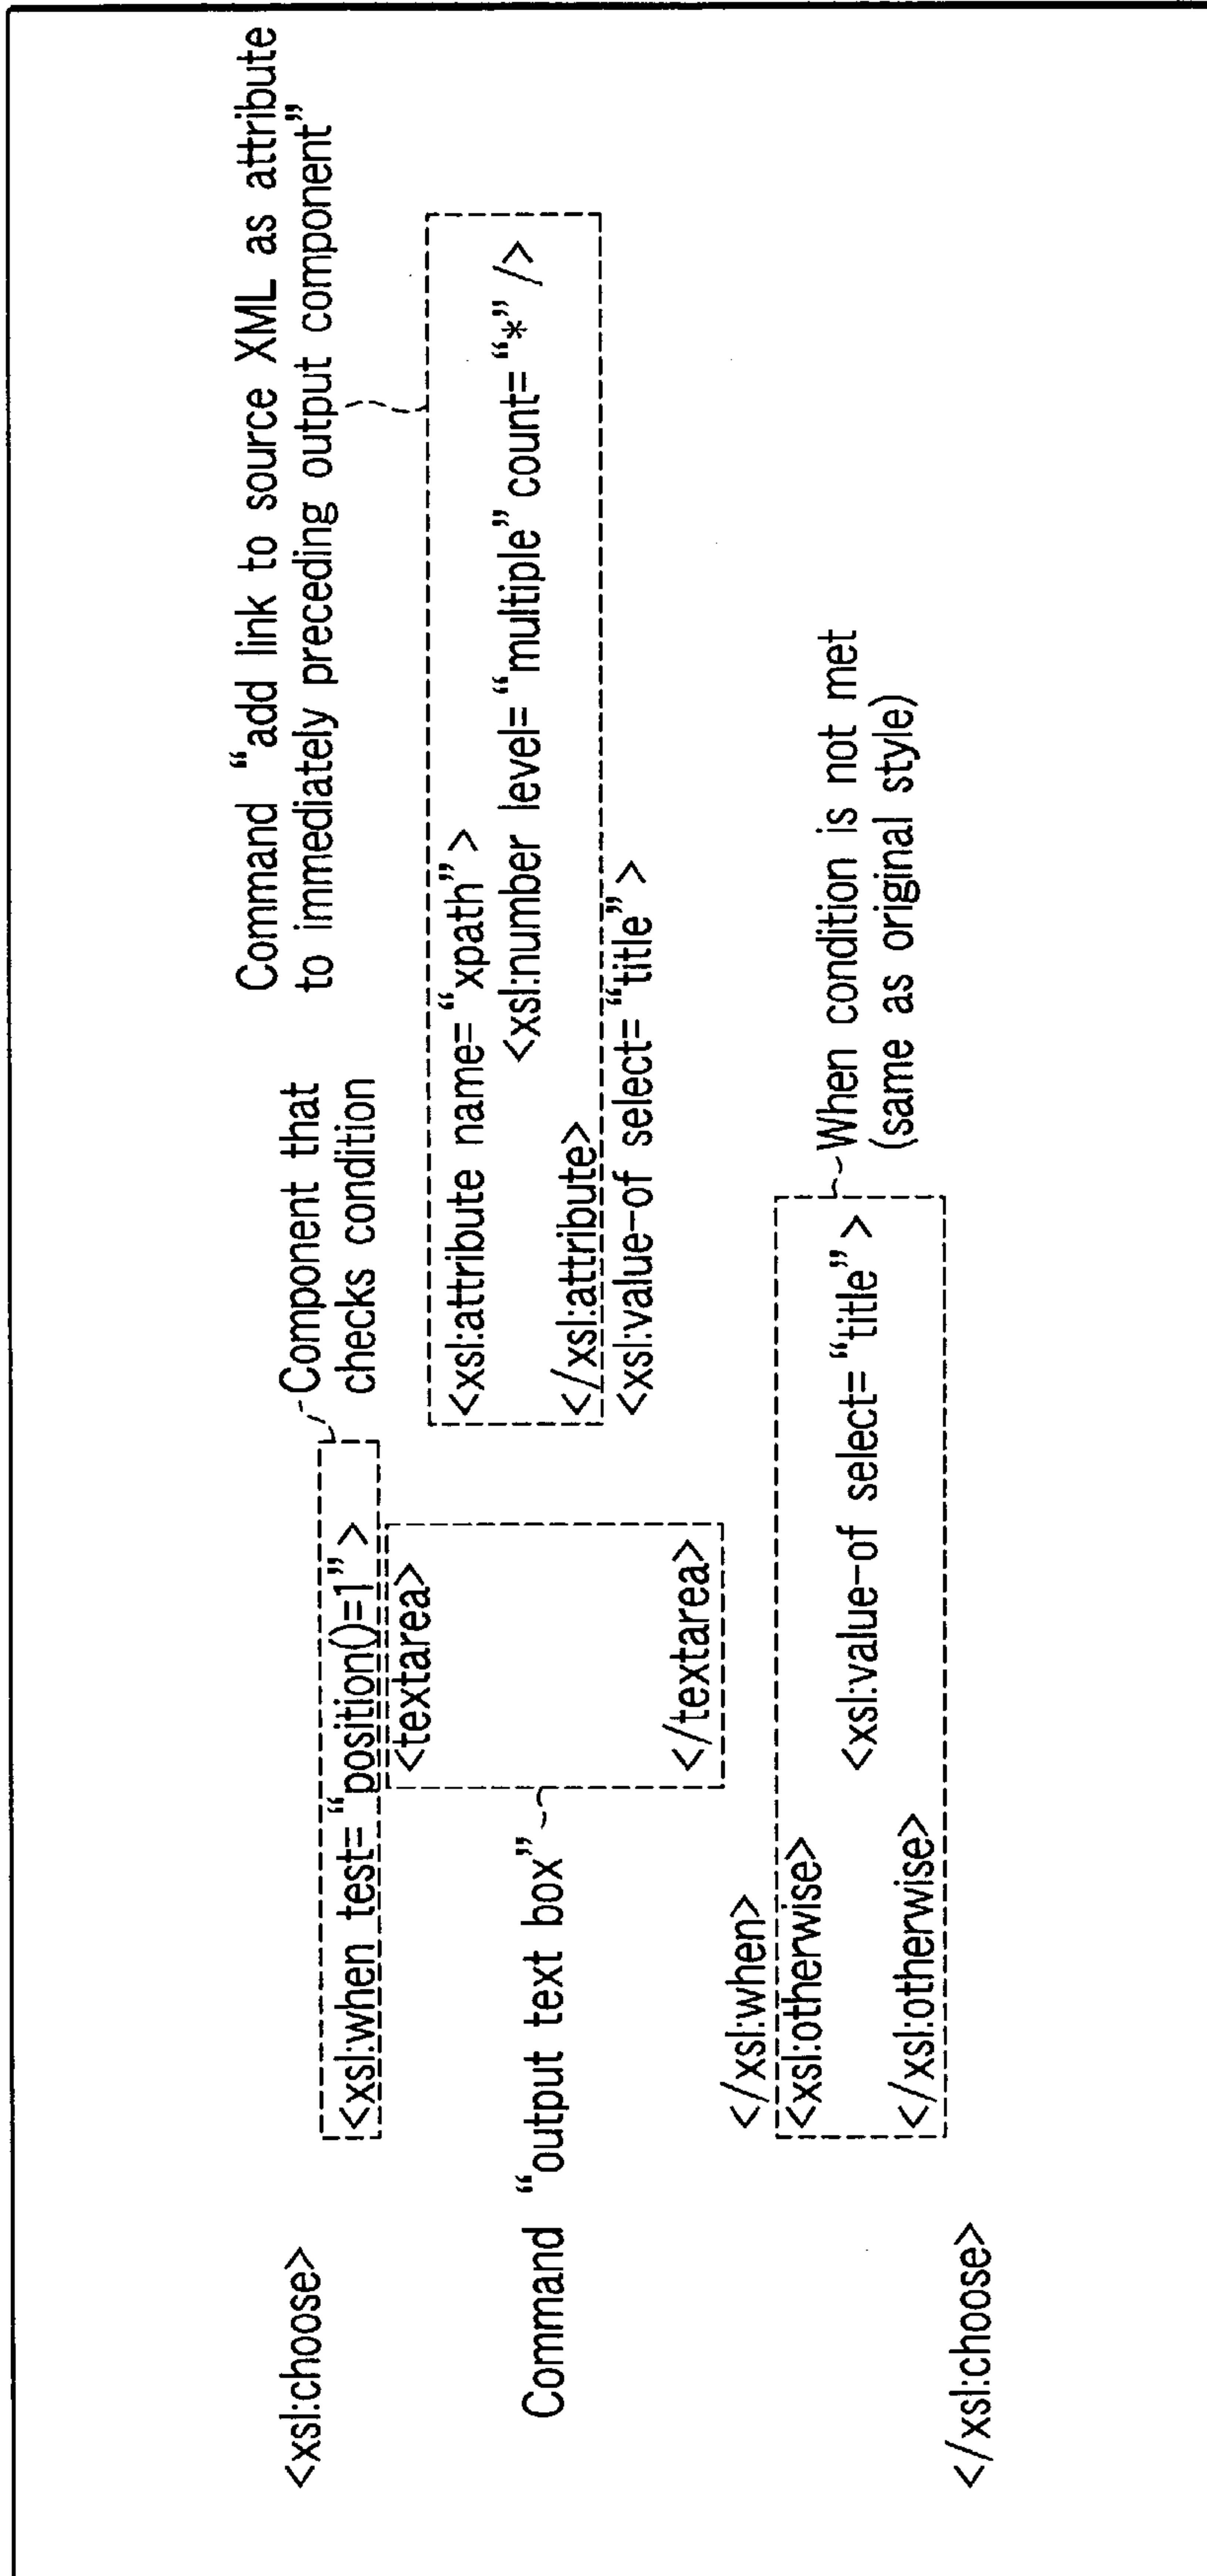 Command “add link to source XML as attribute
to immediately preceding output component”
Component that
checks condition
<xsl:choose>
<xsl:when test=“position()=1”>
<textarea>
<xsl:attribute name=“xpath”>
<xsl:number level=“multiple” count=“*” />
Command “output text box”
</xsl:attribute>
<xsl:value-of select=“title”>
</textarea>
</xsl:when>
<xsl:otherwise>
When condition is not met
(same as original style)
<xsl:value-of select=“title”>
</xsl:otherwise>
</xsl:choose>